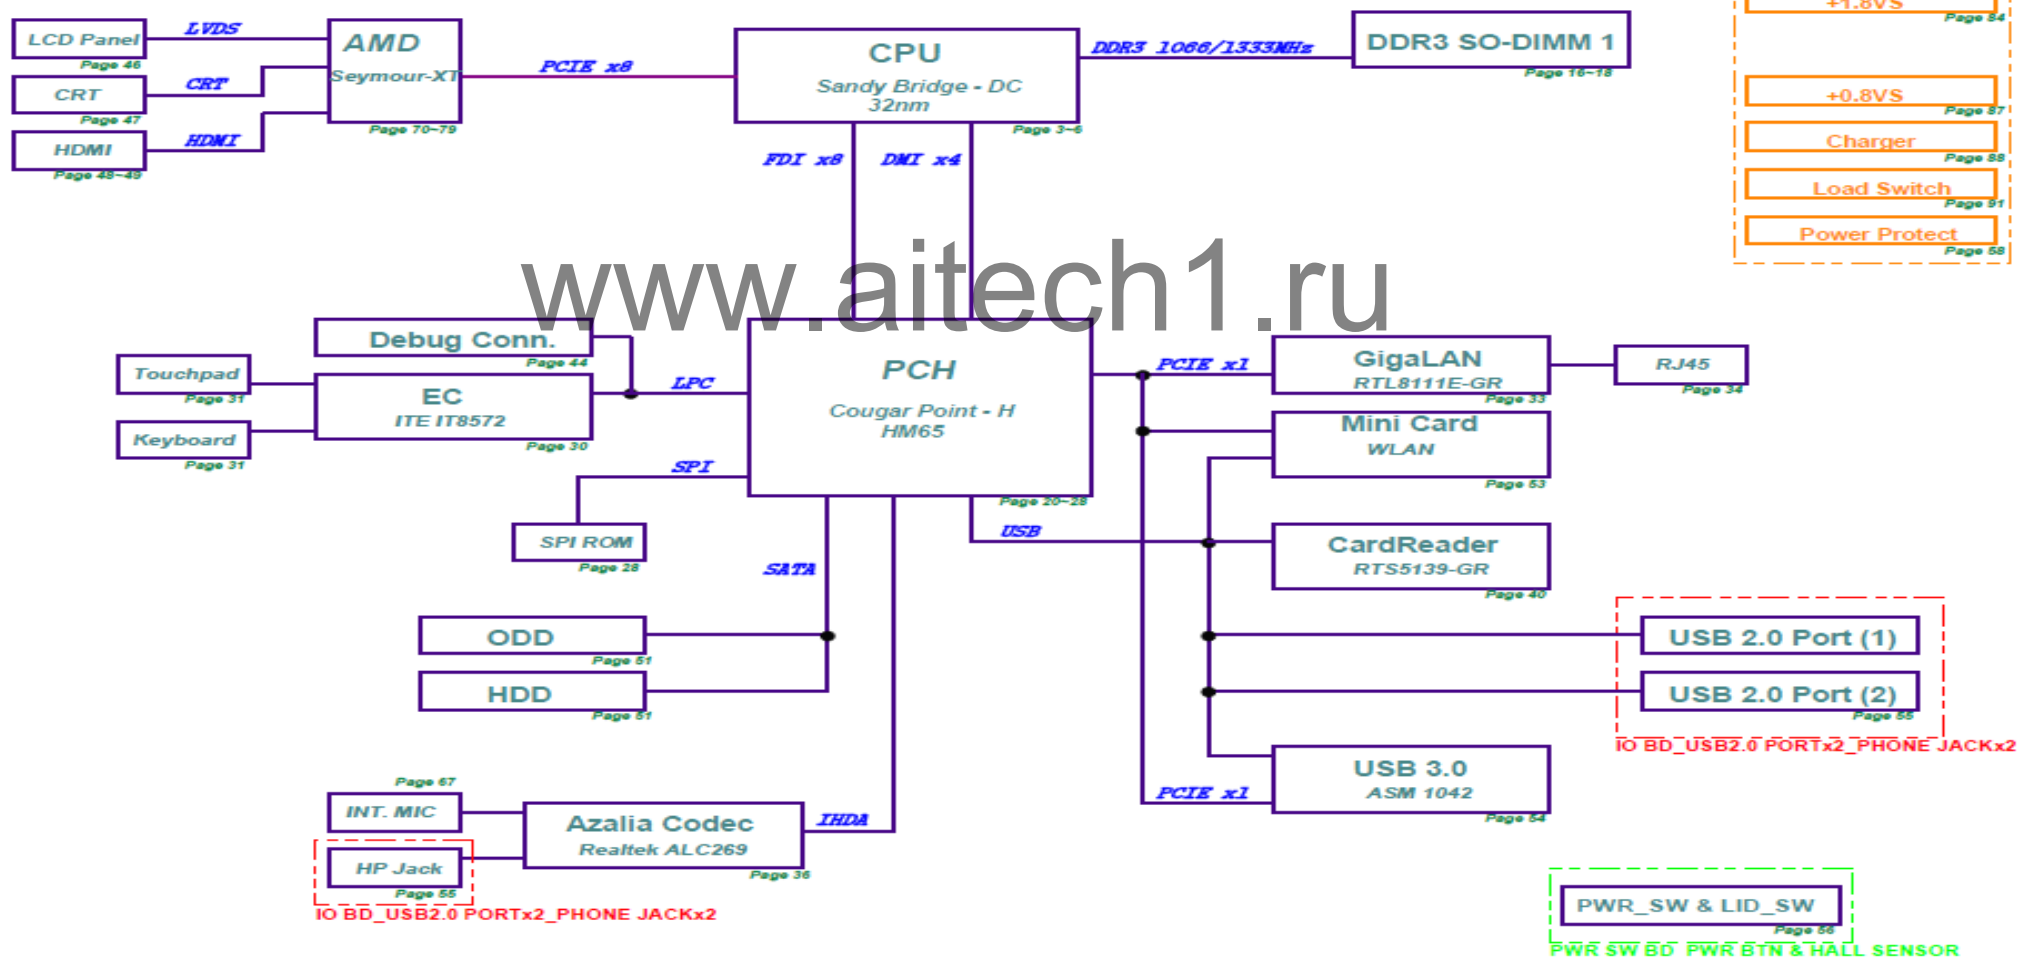 LCD Panel
Page 46
LVDS
CRT
Page 47
CRT
HDMI
Page 48~49
HDMI
AMD
Seymour-XT
Page 70~79
PCIE x8
CPU
Sandy Bridge - DC
32nm
Page 3~6
DDR3 1066/1333MHz
DDR3 SO-DIMM 1
Page 16~18
+1.8VS
Page 84
+0.8VS
Page 87
Charger
Page 88
Load Switch
Page 91
Power Protect
Page 58
FDI x8
DMI x4
www.aitech1.ru
Debug Conn.
Page 44
Touchpad
Page 31
Keyboard
Page 31
EC
ITE IT8572
Page 30
LPC
SPI
SPI ROM
Page 28
PCH
Cougar Point - H
HM65
Page 20~28
PCIE x1
GigaLAN
RTL8111E-GR
Page 33
RJ45
Page 34
Mini Card
WLAN
Page 53
USB
CardReader
RTS5139-GR
Page 40
SATA
ODD
Page 51
HDD
Page 51
USB 2.0 Port (1)
USB 2.0 Port (2)
Page 55
IO BD_USB2.0 PORTx2_PHONE JACKx2
USB 3.0
ASM 1042
Page 54
PCIE x1
Page 67
INT. MIC
HP Jack
Page 55
IO BD_USB2.0 PORTx2_PHONE JACKx2
Azalia Codec
Realtek ALC269
Page 36
IHDA
PWR_SW & LID_SW
Page 56
PWR SW BD_PWR BTN & HALL SENSOR